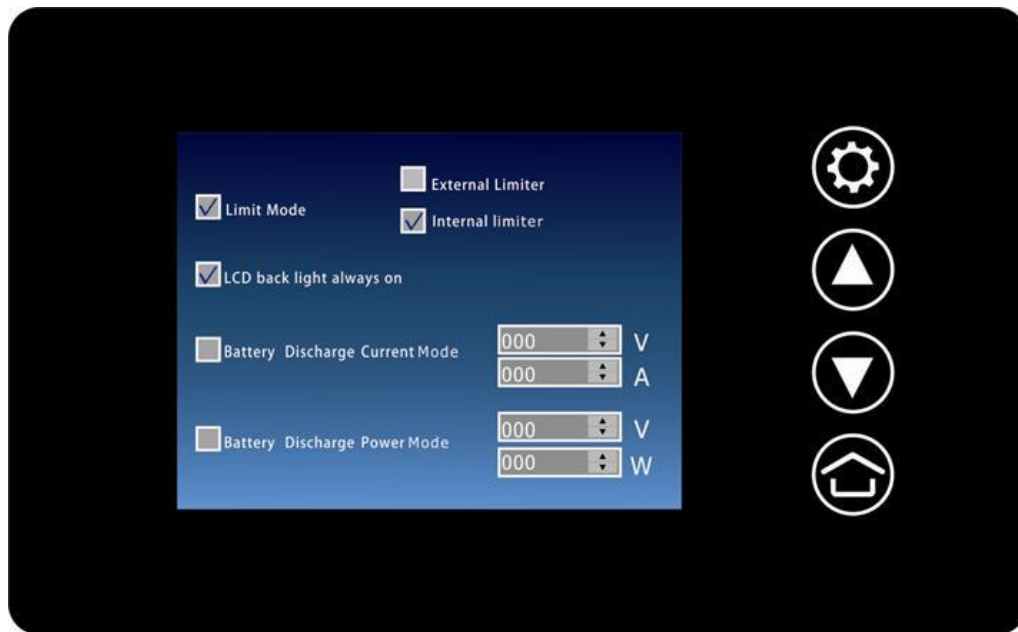 External Limiter
Limit Mode
Internal limiter
LCD back light always on
Battery Discharge Current Mode
000 V
000 A
Battery Discharge Power Mode
000 V
000 W